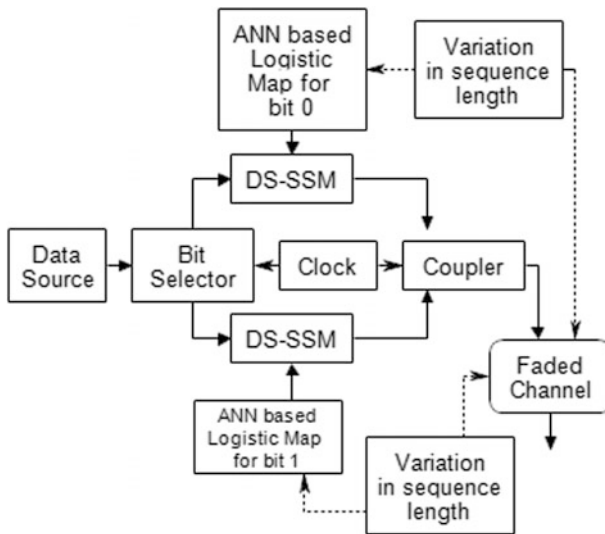 ANN based
Logistic
Map for
bit 0
Variation
in sequence
length
DS-SSM
Data
Source
Bit
Selector
Clock
Coupler
DS-SSM
Faded
Channel
ANN based
Logistic Map
for bit 1
Variation
in sequence
length